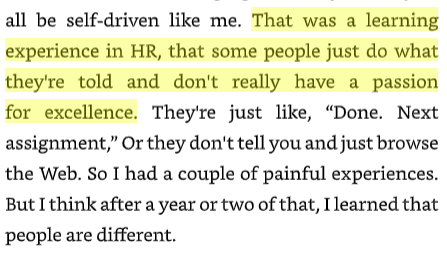 all be self-driven like me. That was a learning
experience in HR, that some people just do what
they're told and don't really have a passion
for excellence. They're just like, “Done. Next
assignment,” Or they don't tell you and just browse
the Web. So I had a couple of painful experiences.
But I think after a year or two of that, I learned that
people are different.